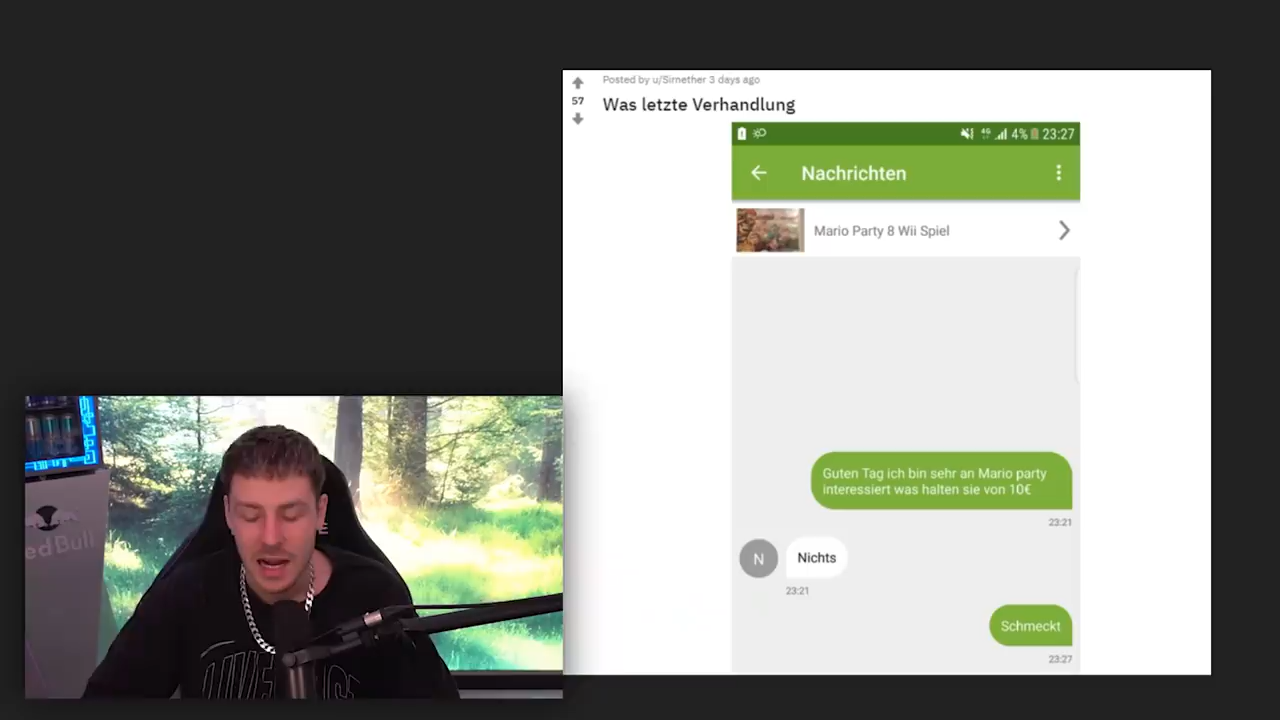 Posted by u/Sirnether 3 days ago
57
Was letzte Verhandlung
4G 4% 23:27
Nachrichten
Mario Party 8 Wii Spiel
Guten Tag ich bin sehr an Mario party
interessiert was halten sie von 10€
23:21
N
Nichts
23:21
Schmeckt
23:27
edBull